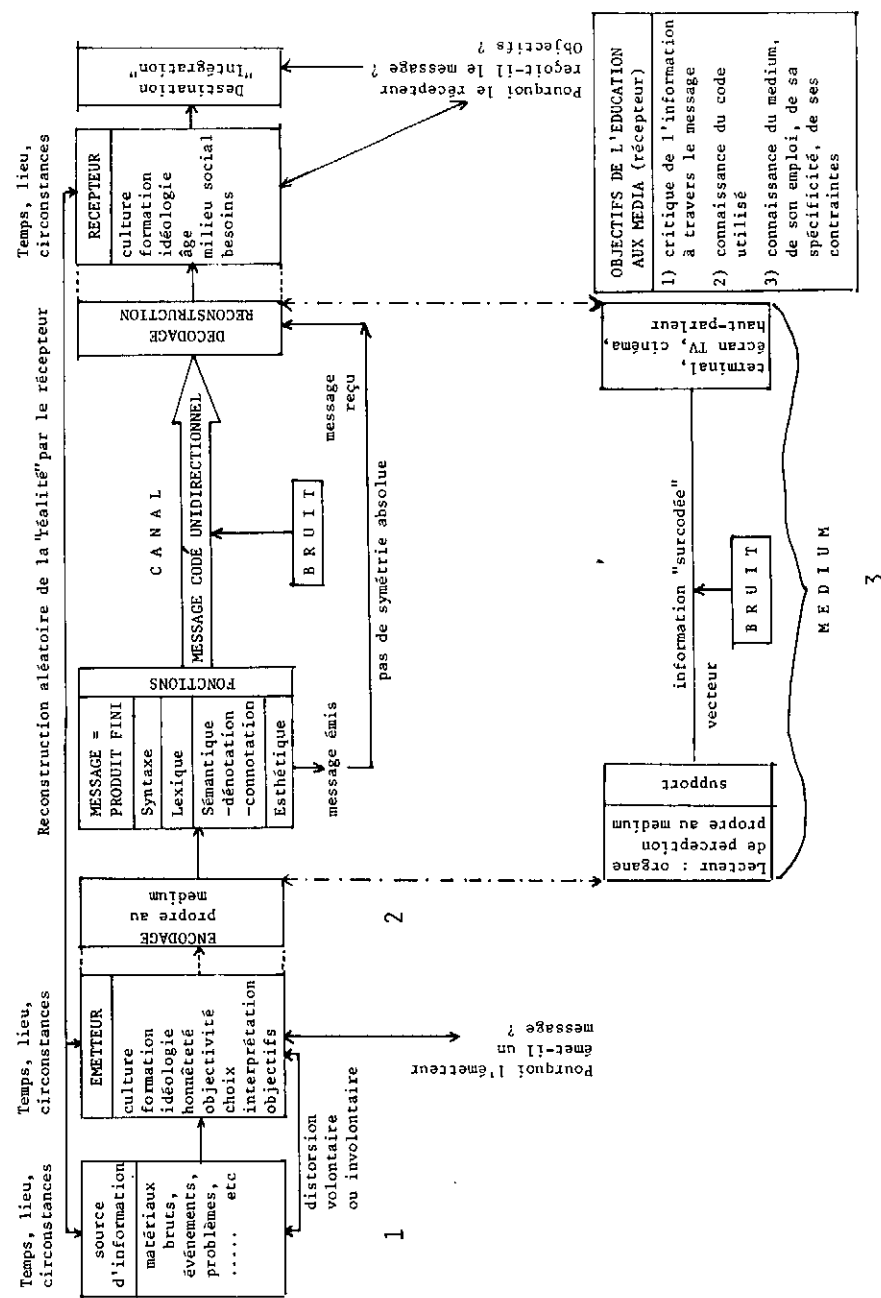 Temps, lieu,
circonstances
Temps, lieu,
circonstances
Reconstruction aléatoire de la "réalité" par le récepteur
Temps, lieu,
circonstances
source
d'information
matériaux
bruts,
événements,
problèmes,
..... etc
distorsion
volontaire
ou involontaire
1
EMETTEUR
culture
formation
idéologie
honnêteté
objectivité
choix
interprétation
objectifs
Pourquoi l'émetteur
émet-il un
message ?
ENCODAGE
propre au
medium
2
MESSAGE =
PRODUIT FINI
Syntaxe
Lexique
Sémantique
-dénotation
-connotation
Esthétique
FONCTIONS
message émis
C A N A L
MESSAGE CODÉ UNIDIRECTIONNEL
B R U I T
message
reçu
pas de symétrie absolue
DECODAGE
RECONSTRUCTION
RECEPTEUR
culture
formation
idéologie
âge
milieu social
besoins
Destination
"Intégration"
Pourquoi le récepteur
reçoit-il le message ?
Objectifs ?
Lecteur : organe
de perception
propre au medium
support
information "surcodée"
vecteur
B R U I T
terminal,
écran TV, cinéma,
haut-parleur
M E D I U M
3
OBJECTIFS DE L'EDUCATION
AUX MEDIA (récepteur)
1) critique de l'information
à travers le message
2) connaissance du code
utilisé
3) connaissance du medium,
de son emploi, de sa
spécificité, de ses
contraintes